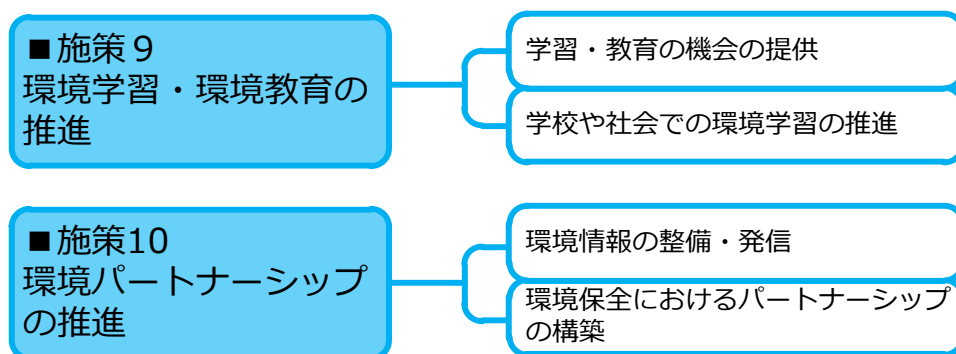 ■施策９
環境学習・環境教育の
推進
学習・教育の機会の提供
学校や社会での環境学習の推進
■施策10
環境パートナーシップ
の推進
環境情報の整備・発信
環境保全におけるパートナーシップ
の構築